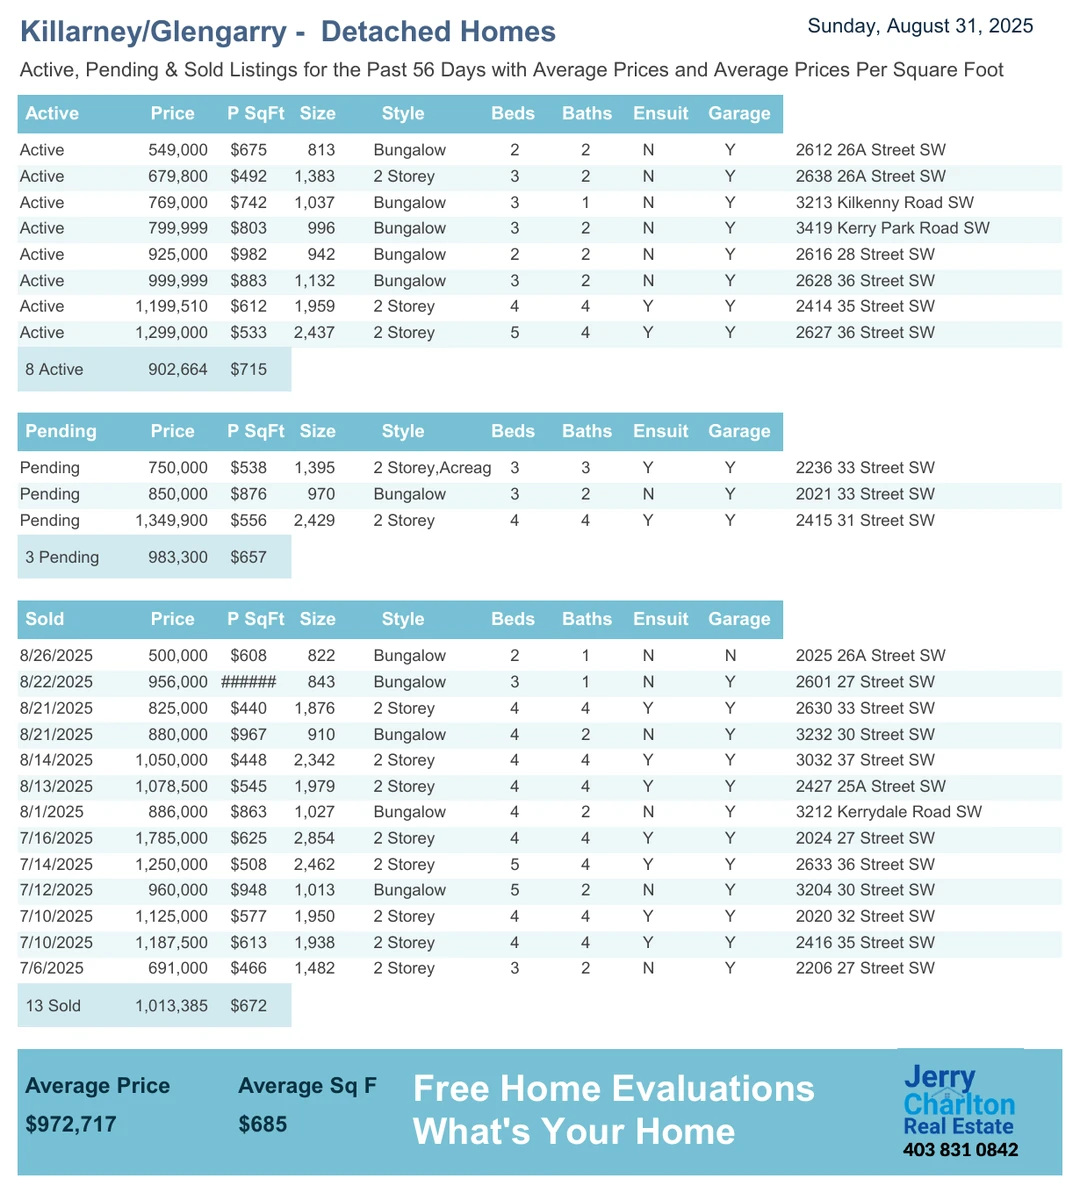 Killarney/Glengarry - Detached Homes Sunday, August 31, 2025
Active, Pending & Sold Listings for the Past 56 Days with Average Prices and Average Prices Per Square Foot
Active Price P SqFt Size Style Beds Baths Ensuit Garage
Active 549,000 $675 813 Bungalow 2 2 N Y 2612 26A Street SW
Active 679,800 $492 1,383 2 Storey 3 2 N Y 2638 26A Street SW
Active 769,000 $742 1,037 Bungalow 3 1 N Y 3213 Kilkenny Road SW
Active 799,999 $803 996 Bungalow 3 2 N Y 3419 Kerry Park Road SW
Active 925,000 $982 942 Bungalow 2 2 N Y 2616 28 Street SW
Active 999,999 $883 1,132 Bungalow 3 2 N Y 2628 36 Street SW
Active 1,199,510 $612 1,959 2 Storey 4 4 Y Y 2414 35 Street SW
Active 1,299,000 $533 2,437 2 Storey 5 4 Y Y 2627 36 Street SW
8 Active 902,664 $715
Pending Price P SqFt Size Style Beds Baths Ensuit Garage
Pending 750,000 $538 1,395 2 Storey,Acreag 3 3 Y Y 2236 33 Street SW
Pending 850,000 $876 970 Bungalow 3 2 N Y 2021 33 Street SW
Pending 1,349,900 $556 2,429 2 Storey 4 4 Y Y 2415 31 Street SW
3 Pending 983,300 $657
Sold Price P SqFt Size Style Beds Baths Ensuit Garage
8/26/2025 500,000 $608 822 Bungalow 2 1 N N 2025 26A Street SW
8/22/2025 956,000 ###### 843 Bungalow 3 1 N Y 2601 27 Street SW
8/21/2025 825,000 $440 1,876 2 Storey 4 4 Y Y 2630 33 Street SW
8/21/2025 880,000 $967 910 Bungalow 4 2 N Y 3232 30 Street SW
8/14/2025 1,050,000 $448 2,342 2 Storey 4 4 Y Y 3032 37 Street SW
8/13/2025 1,078,500 $545 1,979 2 Storey 4 4 Y Y 2427 25A Street SW
8/1/2025 886,000 $863 1,027 Bungalow 4 2 N Y 3212 Kerrydale Road SW
7/16/2025 1,785,000 $625 2,854 2 Storey 4 4 Y Y 2024 27 Street SW
7/14/2025 1,250,000 $508 2,462 2 Storey 5 4 Y Y 2633 36 Street SW
7/12/2025 960,000 $948 1,013 Bungalow 5 2 N Y 3204 30 Street SW
7/10/2025 1,125,000 $577 1,950 2 Storey 4 4 Y Y 2020 32 Street SW
7/10/2025 1,187,500 $613 1,938 2 Storey 4 4 Y Y 2416 35 Street SW
7/6/2025 691,000 $466 1,482 2 Storey 3 2 N Y 2206 27 Street SW
13 Sold 1,013,385 $672
Average Price Average Sq F
$972,717 $685
Free Home Evaluations
What's Your Home
Jerry
Charlton
Real Estate
403 831 0842